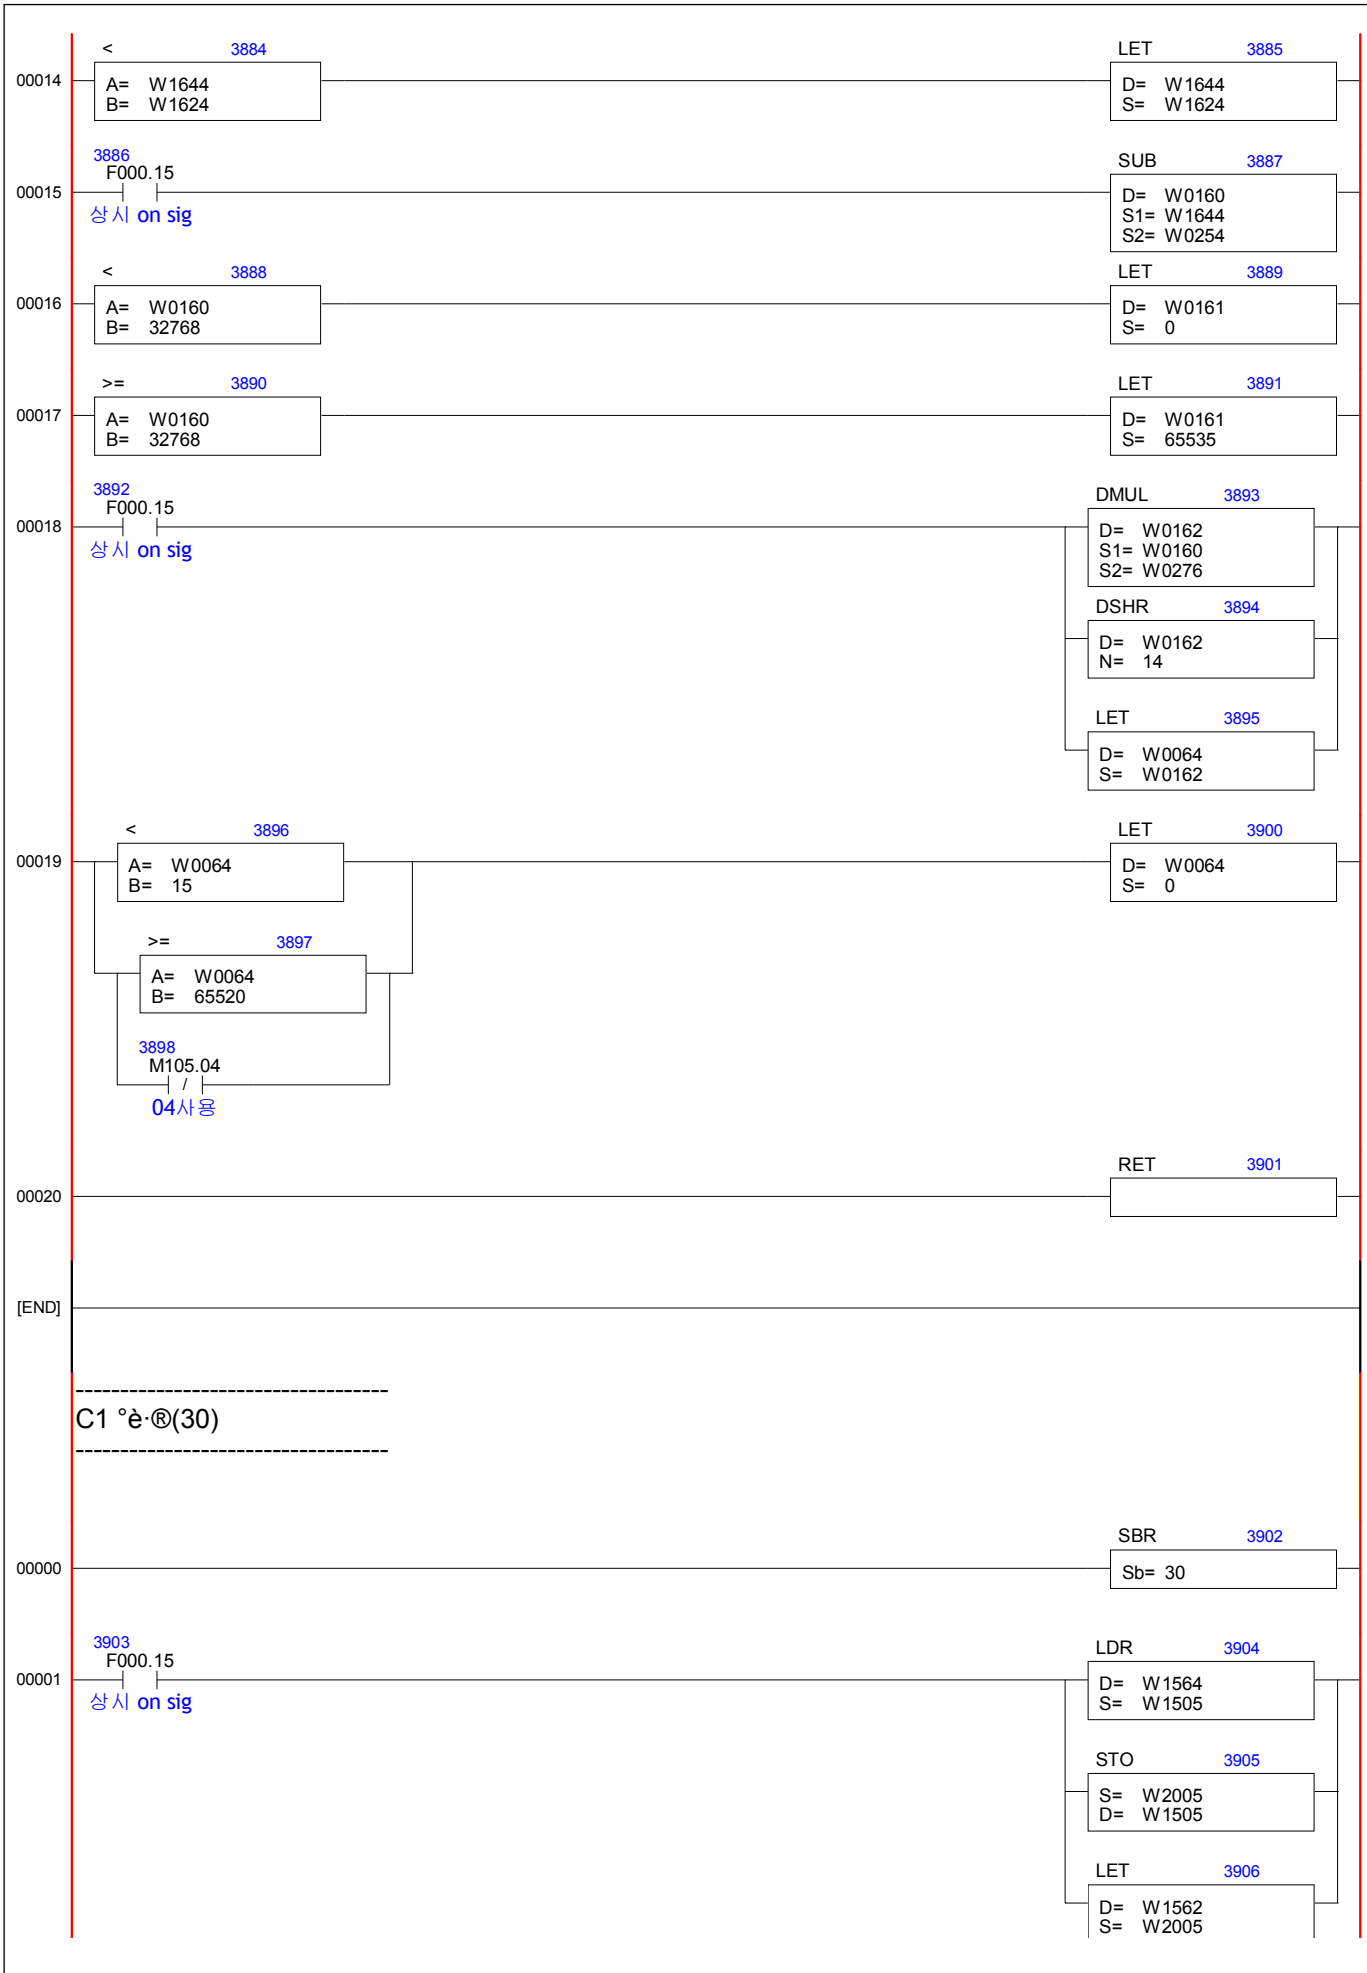 < 3884
LET 3885
00014
A= W1644
B= W1624
D= W1644
S= W1624
3886
F000.15
상시 on sig
SUB 3887
00015
D= W0160
S1= W1644
S2= W0254
< 3888
LET 3889
00016
A= W0160
B= 32768
D= W0161
S= 0
>= 3890
LET 3891
00017
A= W0160
B= 32768
D= W0161
S= 65535
3892
F000.15
상시 on sig
DMUL 3893
00018
D= W0162
S1= W0160
S2= W0276
DSHR 3894
D= W0162
N= 14
LET 3895
D= W0064
S= W0162
< 3896
LET 3900
00019
A= W0064
B= 15
D= W0064
S= 0
>= 3897
A= W0064
B= 65520
3898
M105.04
/
04사용
RET 3901
00020
[END]
-----------------------------------
C1 °è·®(30)
-----------------------------------
SBR 3902
00000
Sb= 30
3903
F000.15
상시 on sig
LDR 3904
00001
D= W1564
S= W1505
STO 3905
S= W2005
D= W1505
LET 3906
D= W1562
S= W2005